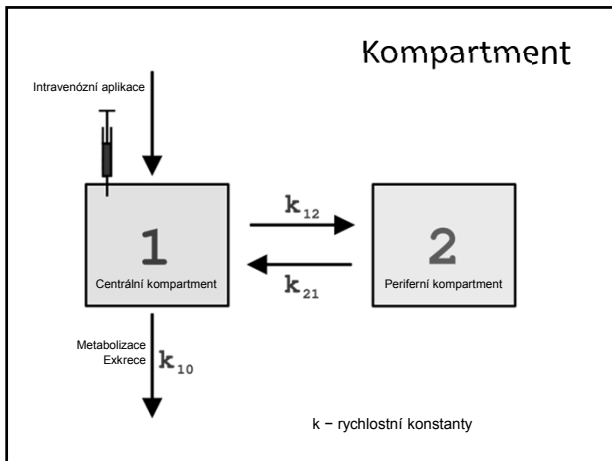 Kompartment
Intravenózní aplikace
1
Centrální kompartment
k12
k21
2
Periferní kompartment
Metabolizace
Exkrece
k10
k – rychlostní konstanty